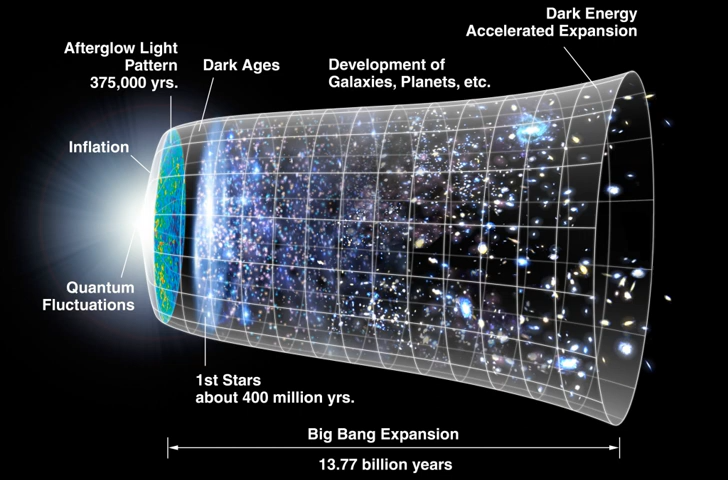 Dark Energy
Accelerated Expansion
Afterglow Light
Pattern
375,000 yrs.
Dark Ages
Development of
Galaxies, Planets, etc.
Inflation
Quantum
Fluctuations
1st Stars
about 400 million yrs.
Big Bang Expansion
13.77 billion years